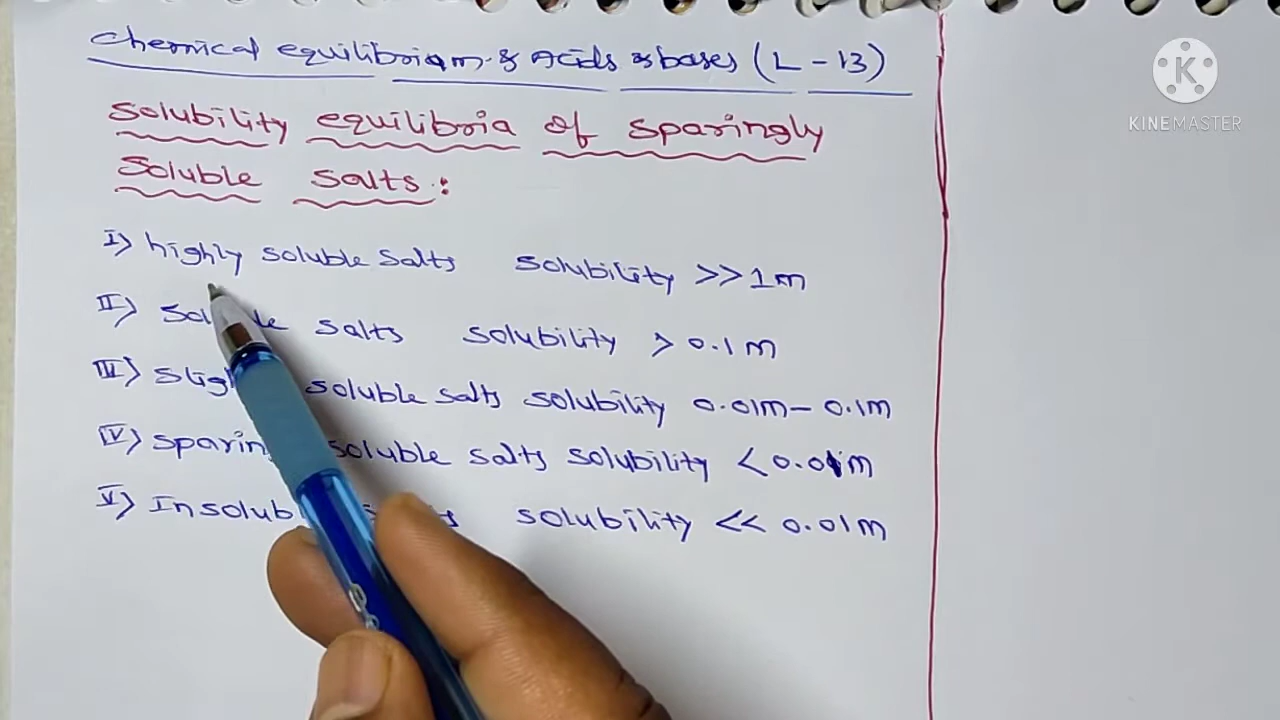 Chemical equilibrium & Acids & bases (L-13)
Solubility equilibria of Sparingly
Soluble Salts:
I) highly soluble salts solubility >> 1m
II) salts solubility > 0.1m
III) soluble salts solubility 0.01m - 0.1m
IV) soluble salts solubility < 0.01m
V) solubility << 0.01m
KINEMASTER